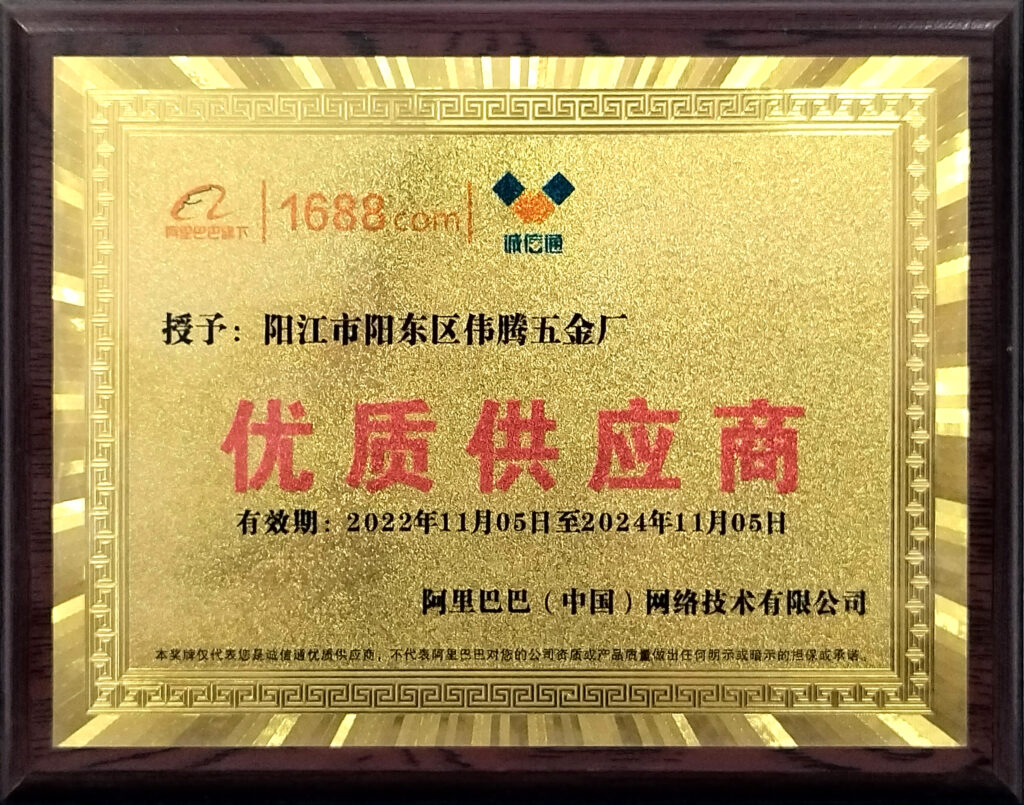 阿里巴巴旗下
1688.com
诚信通
授予：阳江市阳东区伟腾五金厂
优质供应商
有效期：2022年11月05日至2024年11月05日
阿里巴巴（中国）网络技术有限公司
本奖牌仅代表您是诚信通优质供应商，不代表阿里巴巴对您的公司资质或产品质量做出任何明示或暗示的担保或承诺。